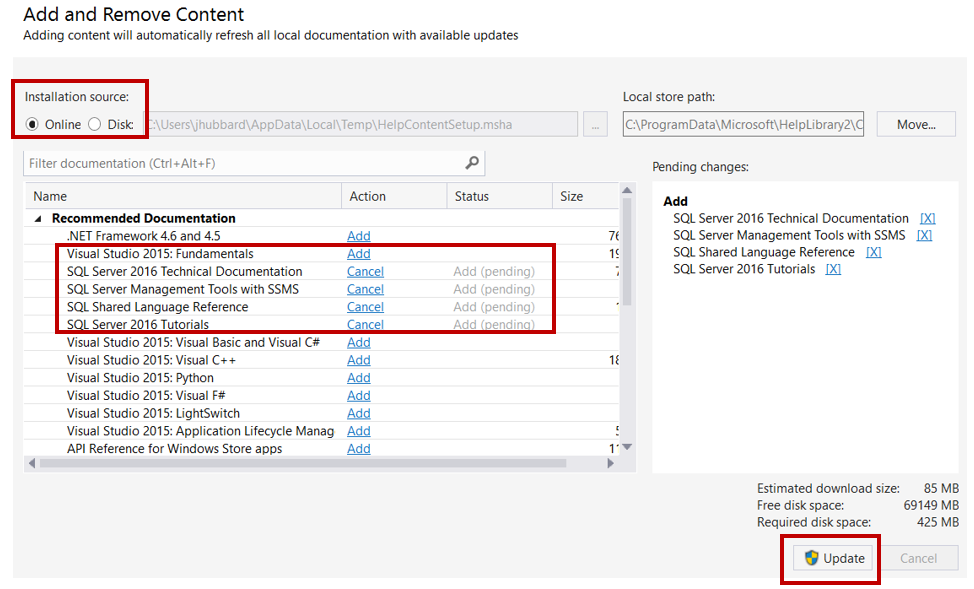 Add and Remove Content
Adding content will automatically refresh all local documentation with available updates
Installation source:
Online Disk: :\Users\jhubbard\AppData\Local\Temp\HelpContentSetup.msha ...
Local store path:
C:\ProgramData\Microsoft\HelpLibrary2\C Move...
Filter documentation (Ctrl+Alt+F)
Name Action Status Size
Recommended Documentation
.NET Framework 4.6 and 4.5 Add 76
Visual Studio 2015: Fundamentals Add 19
SQL Server 2016 Technical Documentation Cancel Add (pending) 7
SQL Server Management Tools with SSMS Cancel Add (pending)
SQL Shared Language Reference Cancel Add (pending)
SQL Server 2016 Tutorials Cancel Add (pending)
Visual Studio 2015: Visual Basic and Visual C# Add
Visual Studio 2015: Visual C++ Add 18
Visual Studio 2015: Python Add
Visual Studio 2015: Visual F# Add
Visual Studio 2015: LightSwitch Add
Visual Studio 2015: Application Lifecycle Manag Add 5
API Reference for Windows Store apps Add 11
Pending changes:
Add
SQL Server 2016 Technical Documentation [X]
SQL Server Management Tools with SSMS [X]
SQL Shared Language Reference [X]
SQL Server 2016 Tutorials [X]
Estimated download size: 85 MB
Free disk space: 69149 MB
Required disk space: 425 MB
Update Cancel